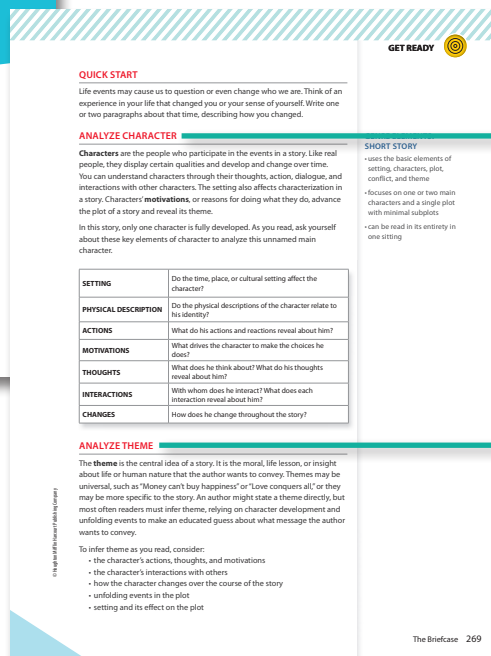 GET READY
QUICK START
Life events may cause us to question or even change who we are. Think of an
experience in your life that changed you or your sense of yourself. Write one
or two paragraphs about that time, describing how you changed.
ANALYZE CHARACTER
Characters are the people who participate in the events in a story. Like real
people, they display certain qualities and develop and change over time.
You can understand characters through their thoughts, action, dialogue, and
interactions with other characters. The setting also affects characterization in
a story. Characters' motivations, or reasons for doing what they do, advance
the plot of a story and reveal its theme.
In this story, only one character is fully developed. As you read, ask yourself
about these key elements of character to analyze this unnamed main
character.
SETTING
Do the time, place, or cultural setting affect the
character?
PHYSICAL DESCRIPTION
Do the physical descriptions of the character relate to
his identity?
ACTIONS
What do his actions and reactions reveal about him?
MOTIVATIONS
What drives the character to make the choices he
does?
THOUGHTS
What does he think about? What do his thoughts
reveal about him?
INTERACTIONS
With whom does he interact? What does each
interaction reveal about him?
CHANGES
How does he change throughout the story?
ANALYZE THEME
The theme is the central idea of a story. It is the moral, life lesson, or insight
about life or human nature that the author wants to convey. Themes may be
universal, such as "Money can't buy happiness" or "Love conquers all," or they
may be more specific to the story. An author might state a theme directly, but
most often readers must infer theme, relying on character development and
unfolding events to make an educated guess about what message the author
wants to convey.
To infer theme as you read, consider:
• the character's actions, thoughts, and motivations
• the character's interactions with others
• how the character changes over the course of the story
• unfolding events in the plot
• setting and its effect on the plot
SHORT STORY
• uses the basic elements of
setting, characters, plot,
conflict, and theme
• focuses on one or two main
characters and a single plot
with minimal subplots
• can be read in its entirety in
one sitting
© Houghton Mifflin Harcourt Publishing Company
The Briefcase 269